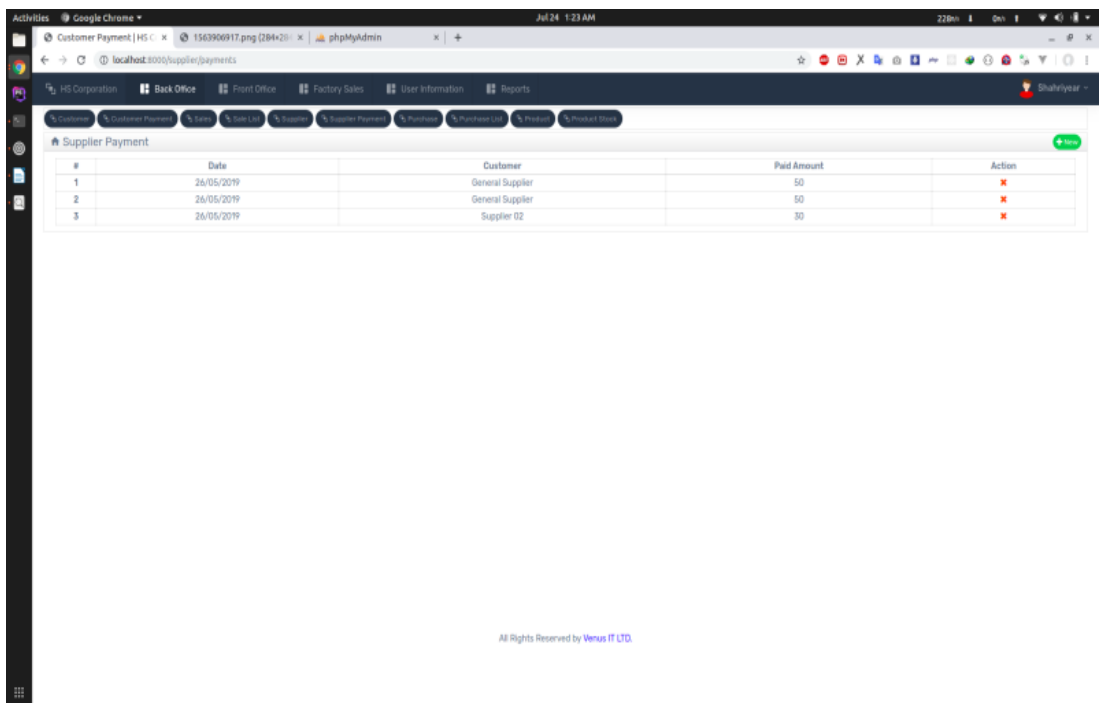 Activities Google Chrome Jul 24 1:23 AM
Customer Payment | HS C 1563906917.png (284×28 phpMyAdmin
localhost:8000/supplier/payments
HS Corporation Back Office Front Office Factory Sales User Information Reports Shahriyear
Customer Customer Payment Sales Sale List Supplier Supplier Payment Purchase Purchase List Product Product Stock
Supplier Payment New
# Date Customer Paid Amount Action
1 26/05/2019 General Supplier 50
2 26/05/2019 General Supplier 50
3 26/05/2019 Supplier 02 30
All Rights Reserved by Venus IT LTD.